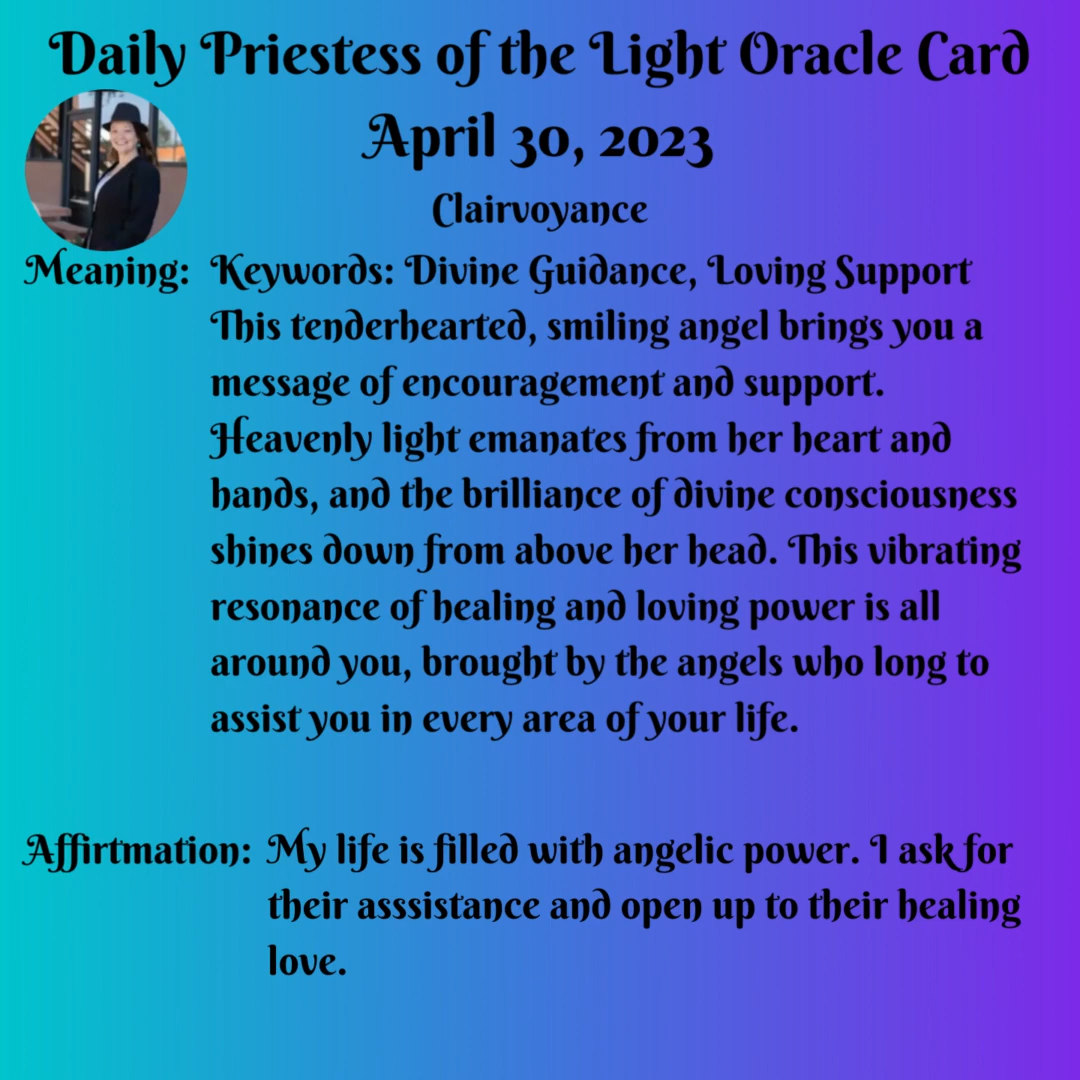 Daily Priestess of the Light Oracle Card
April 30, 2023
Clairvoyance
Meaning: Keywords: Divine Guidance, Loving Support
This tenderhearted, smiling angel brings you a
message of encouragement and support.
Heavenly light emanates from her heart and
hands, and the brilliance of divine consciousness
shines down from above her head. This vibrating
resonance of healing and loving power is all
around you, brought by the angels who long to
assist you in every area of your life.
Affirtmation: My life is filled with angelic power. I ask for
their asssistance and open up to their healing
love.